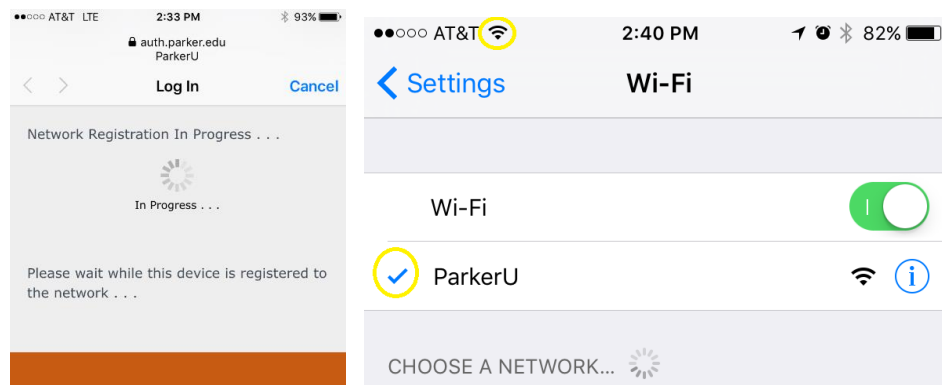 AT&T LTE 2:33 PM 93%
auth.parker.edu
ParkerU
Log In Cancel
Network Registration In Progress . . .
In Progress . . .
Please wait while this device is registered to
the network . . .
AT&T 2:40 PM 82%
Settings Wi-Fi
Wi-Fi
ParkerU i
CHOOSE A NETWORK...